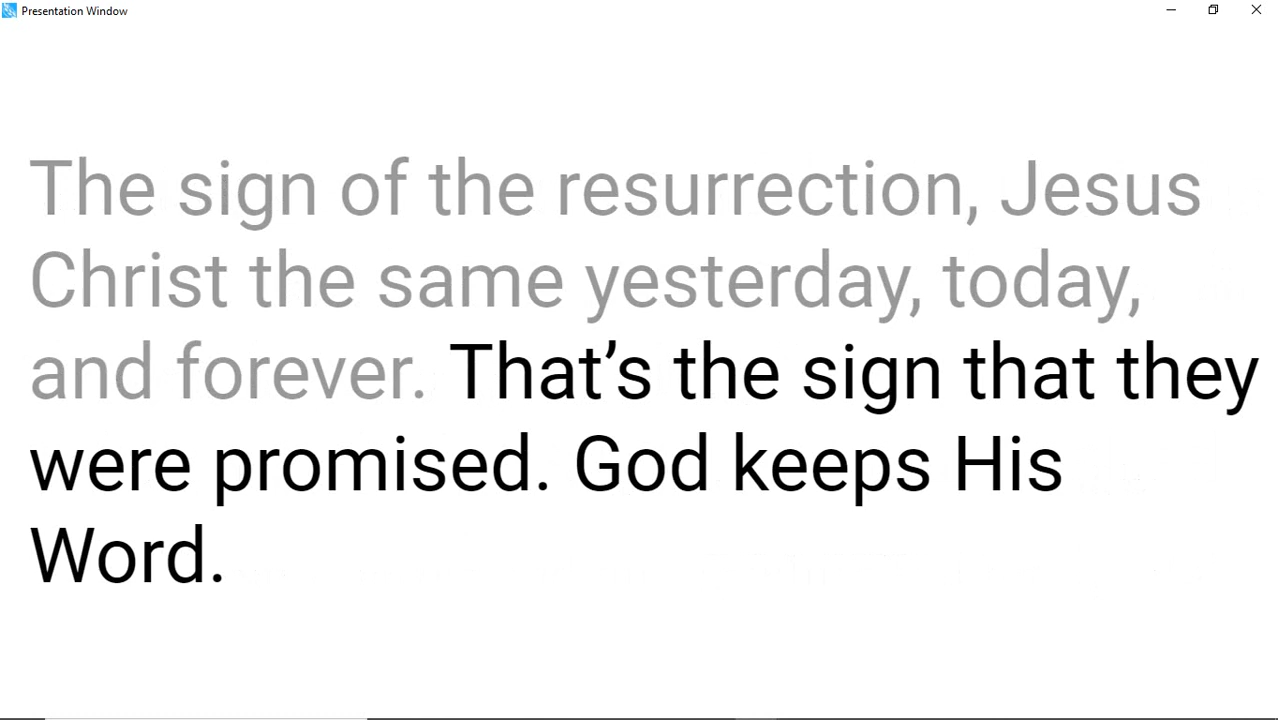 Presentation Window
The sign of the resurrection, Jesus
Christ the same yesterday, today,
and forever. That’s the sign that they
were promised. God keeps His
Word.